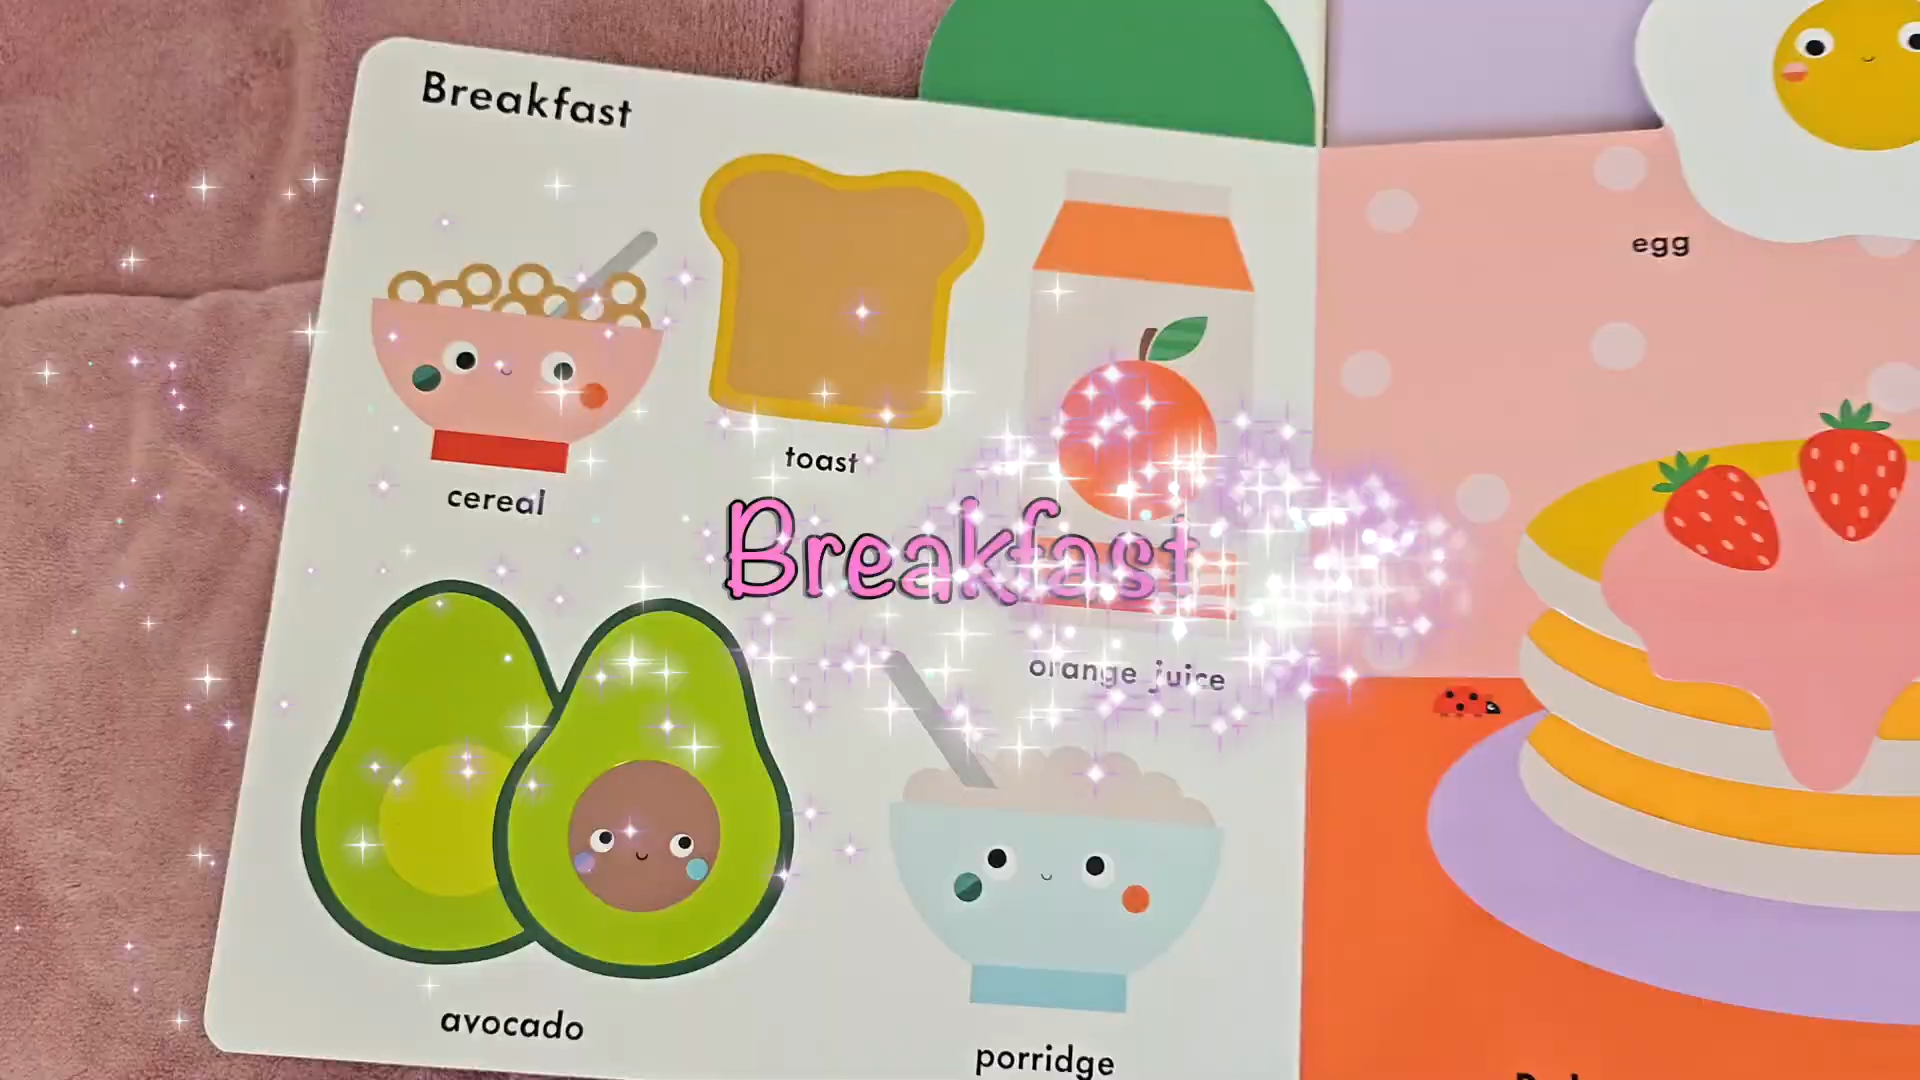 Breakfast
egg
toast
cereal
Breakfast
orange juice
avocado
porridge